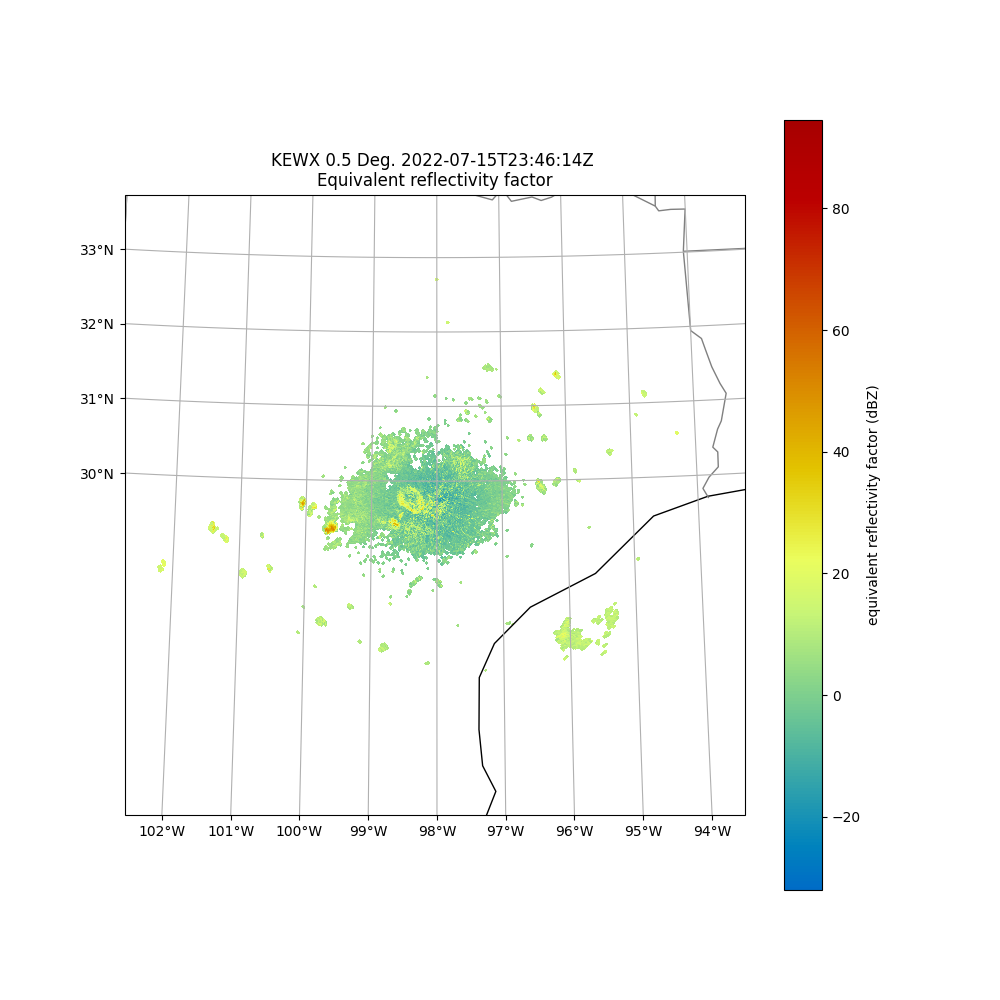 KEWX 0.5 Deg. 2022-07-15T23:46:14Z
Equivalent reflectivity factor
33°N
32°N
31°N
30°N
102°W 101°W 100°W 99°W 98°W 97°W 96°W 95°W 94°W
80
60
40
20
0
−20
equivalent reflectivity factor (dBZ)